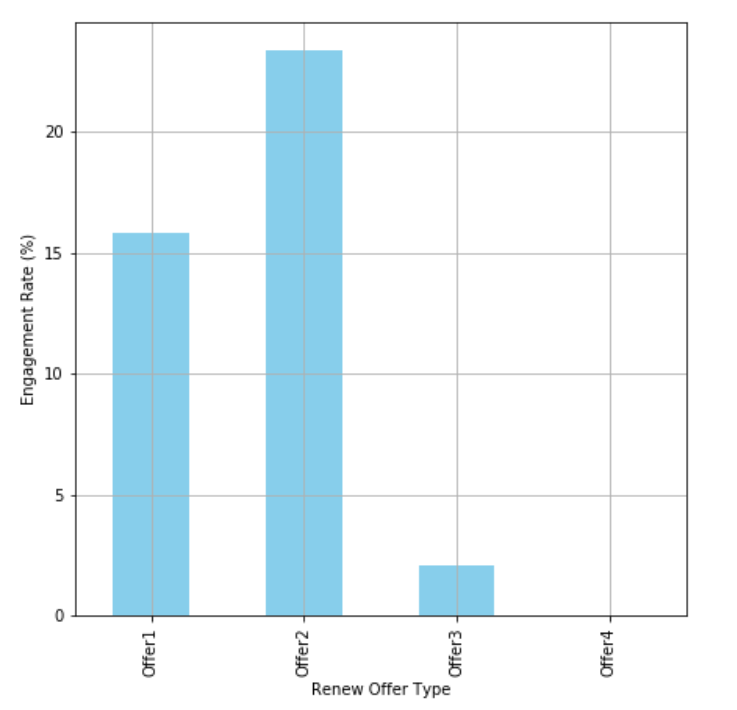 20
15
10
5
0
Engagement Rate (%)
Offer1
Offer2
Offer3
Offer4
Renew Offer Type